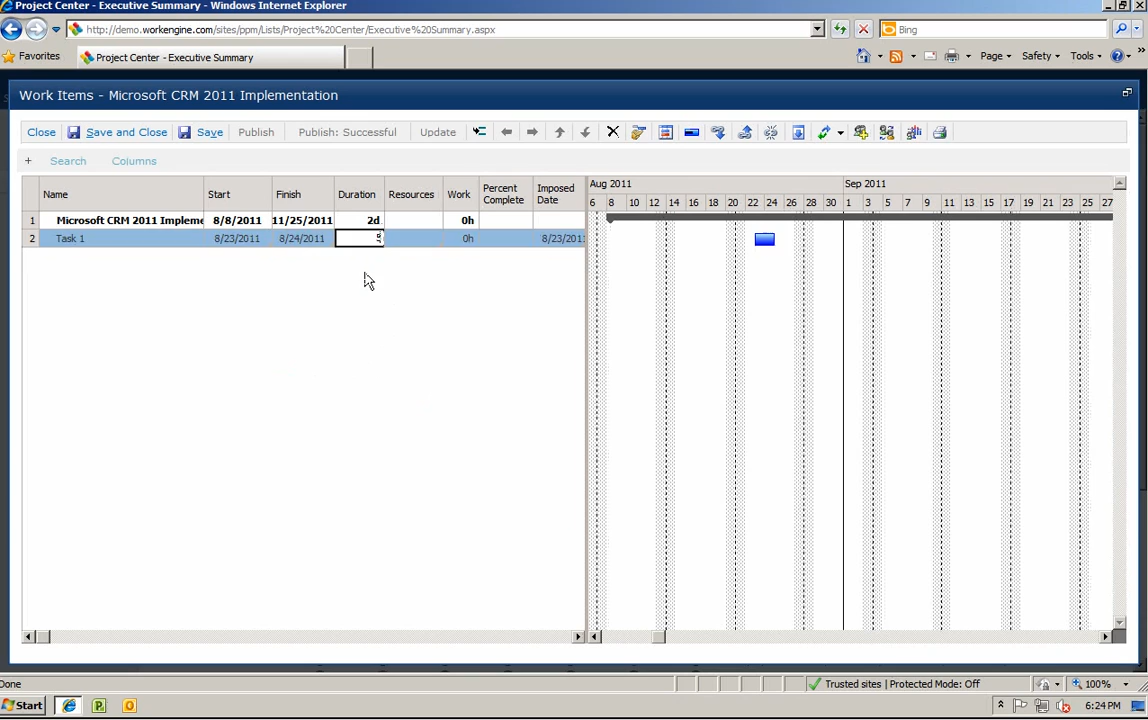 Project Center - Executive Summary - Windows Internet Explorer
http://demo.workengine.com/sites/ppm/Lists/Project%20Center/Executive%20Summary.aspx
Bing
Favorites
Project Center - Executive Summary
Page
Safety
Tools
Work Items - Microsoft CRM 2011 Implementation
Close
Save and Close
Save
Publish
Publish: Successful
Update
+
Search
Columns
Name
Start
Finish
Duration
Resources
Work
Percent
Complete
Imposed
Date
Aug 2011
Sep 2011
6 8 10 12 14 16 18 20 22 24 26 28 30 1 3 5 7 9 11 13 15 17 19 21 23 25 27
1 Microsoft CRM 2011 Impleme 8/8/2011 11/25/2011 2d 0h
2 Task 1 8/23/2011 8/24/2011 0h 8/23/2011
Done
Trusted sites | Protected Mode: Off
100%
Start
6:24 PM